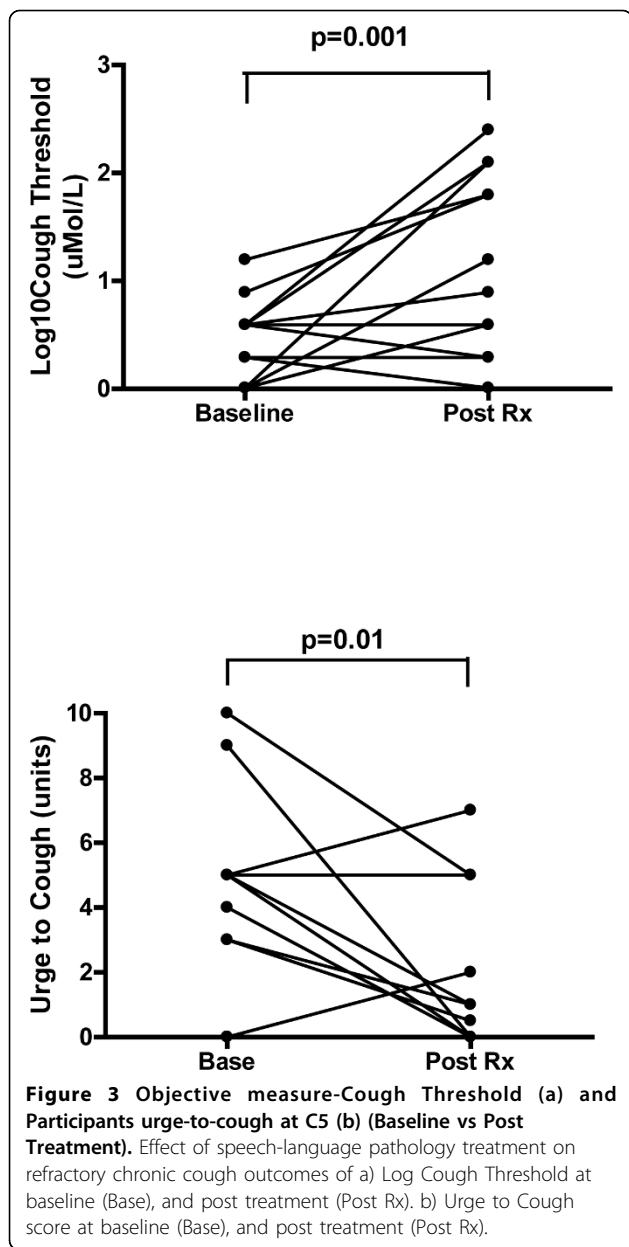 p=0.001
3
2
1
0
Log10Cough Threshold
(uMol/L)
Baseline
Post Rx
p=0.01
10
8
6
4
2
0
Urge to Cough (units)
Base
Post Rx
Figure 3 Objective measure-Cough Threshold (a) and
Participants urge-to-cough at C5 (b) (Baseline vs Post
Treatment). Effect of speech-language pathology treatment on
refractory chronic cough outcomes of a) Log Cough Threshold at
baseline (Base), and post treatment (Post Rx). b) Urge to Cough
score at baseline (Base), and post treatment (Post Rx).